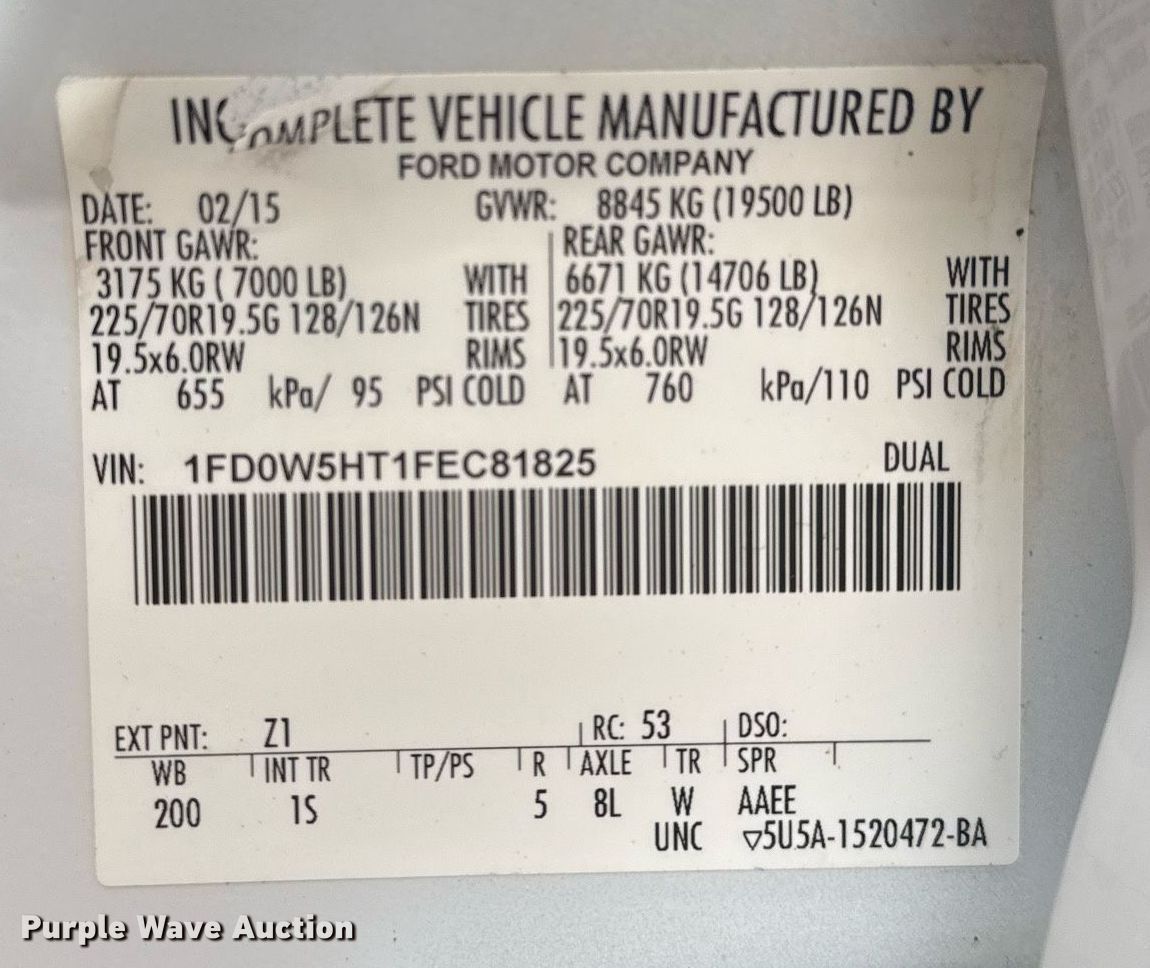 INCOMPLETE VEHICLE MANUFACTURED BY
FORD MOTOR COMPANY
DATE: 02/15 GVWR: 8845 KG (19500 LB)
FRONT GAWR: REAR GAWR:
3175 KG ( 7000 LB) WITH 6671 KG (14706 LB) WITH
225/70R19.5G 128/126N TIRES 225/70R19.5G 128/126N TIRES
19.5x6.0RW RIMS 19.5x6.0RW RIMS
AT 655 kPa/ 95 PSI COLD AT 760 kPa/110 PSI COLD
VIN: 1FD0W5HT1FEC81825 DUAL
EXT PNT: Z1 RC: 53 DSO:
WB INT TR TP/PS R AXLE TR SPR
200 1S 5 8L W AAEE
UNC ▽5U5A-1520472-BA
Purple Wave Auction